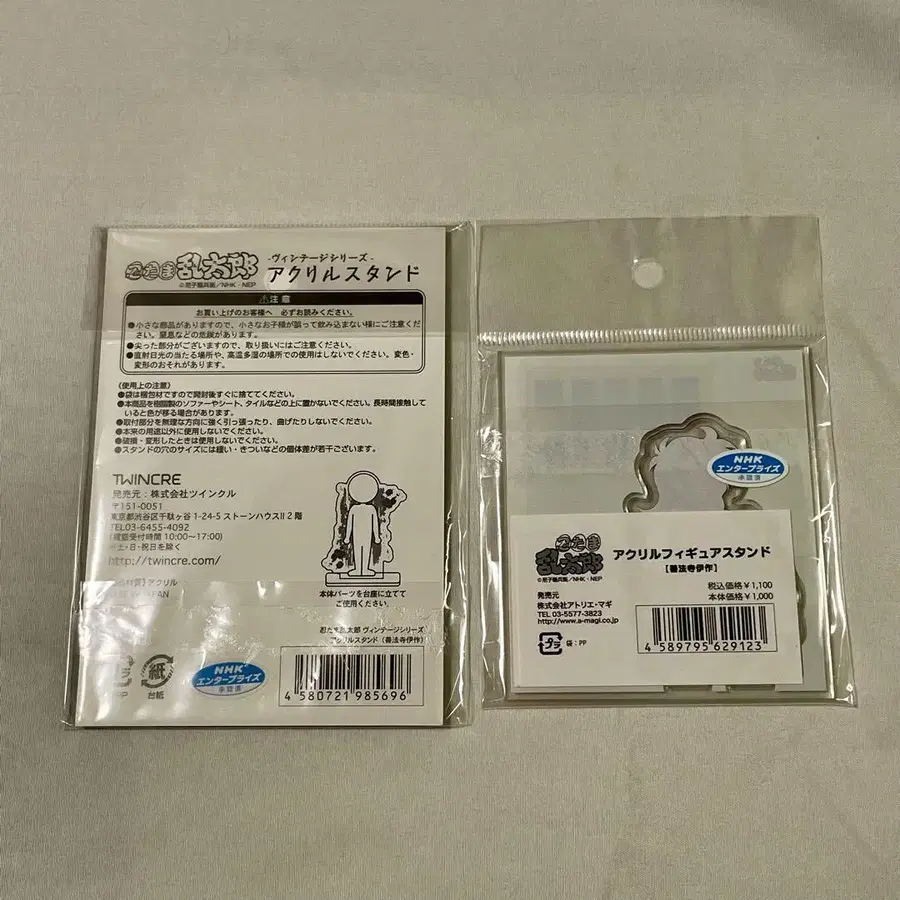 忍たま乱太郎
©尼子騒兵衛／NHK・NEP
-ヴィンテージシリーズ-
アクリルスタンド
⚠注意
お買い上げのお客様へ 必ずお読みください。
●小さな部品がありますので、小さなお子様が誤って飲み込まない様にご注意ください。窒息などの危険があります。
●尖った部分がございますので、取り扱いにはご注意ください。
●直射日光の当たる場所や、高温多湿の場所での使用はしないでください。変色・
変形のおそれがあります。
《使用上の注意》
●袋は梱包材ですので開封後すぐに捨ててください。
●本商品を樹脂製のソファーやシート、タイルなどの上に置かないでください。長時間接触して
いると色が移る場合があります。
●取付部分を無理な方向に強く引っ張ったり、曲げたりしないでください。
●本来の用途以外に使用しないでください。
●破損・変形したときは使用しないでください。
●スタンドの穴のサイズには緩い・きついなどの個体差が若干ございます。
TWINCRE
発売元：株式会社ツインクル
〒151-0051
東京都渋谷区千駄ヶ谷 1-24-5 ストーンハウスII 2階
TEL03-6455-4092
受付時間 10:00～17:00)
土・日・祝日を除く
http://twincre.com/
アクリル
本体パーツを台座に立てて
ご使用ください。
忍たま乱太郎 ヴィンテージシリーズ
アクリルスタンド（善法寺伊作）
PP
紙
台紙
NHK
エンタープライズ
承認済
4 580721 985696
NHK
エンタープライズ
承認済
忍たま乱太郎
©尼子騒兵衛／NHK・NEP
アクリルフィギュアスタンド
【善法寺伊作】
税込価格￥1,100
本体価格￥1,000
発売元
株式会社アトリエ・マギ
TEL 03-5577-3823
http://www.a-magi.co.jp
プラ
袋：PP
4 589795 629123